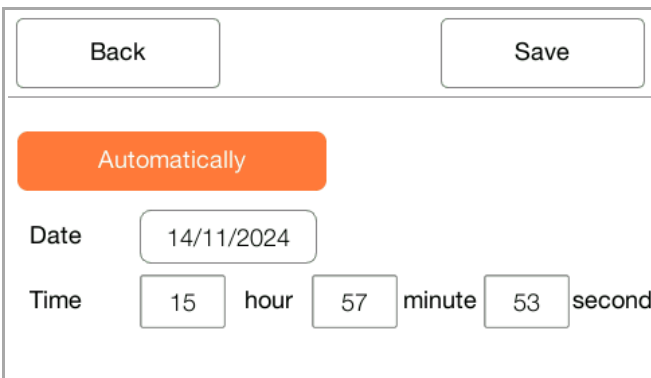 Back Save
Automatically
Date 14/11/2024
Time 15 hour 57 minute 53 second